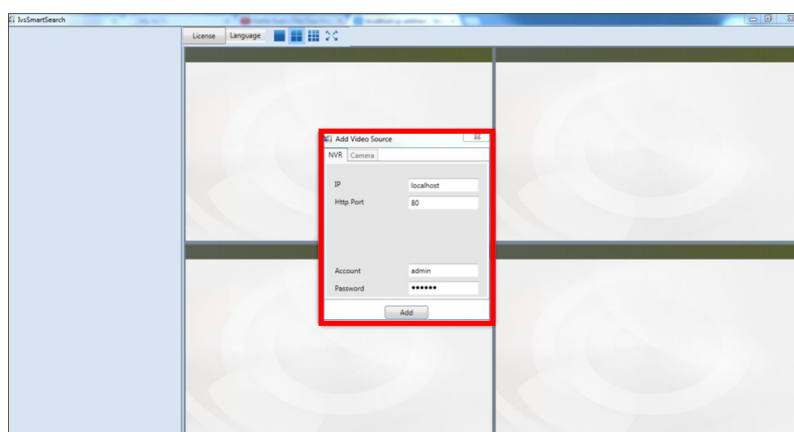 IvsSmartSearch
License Language
Add Video Source
NVR Camera
IP localhost
Http Port 80
Account admin
Password ••••••
Add